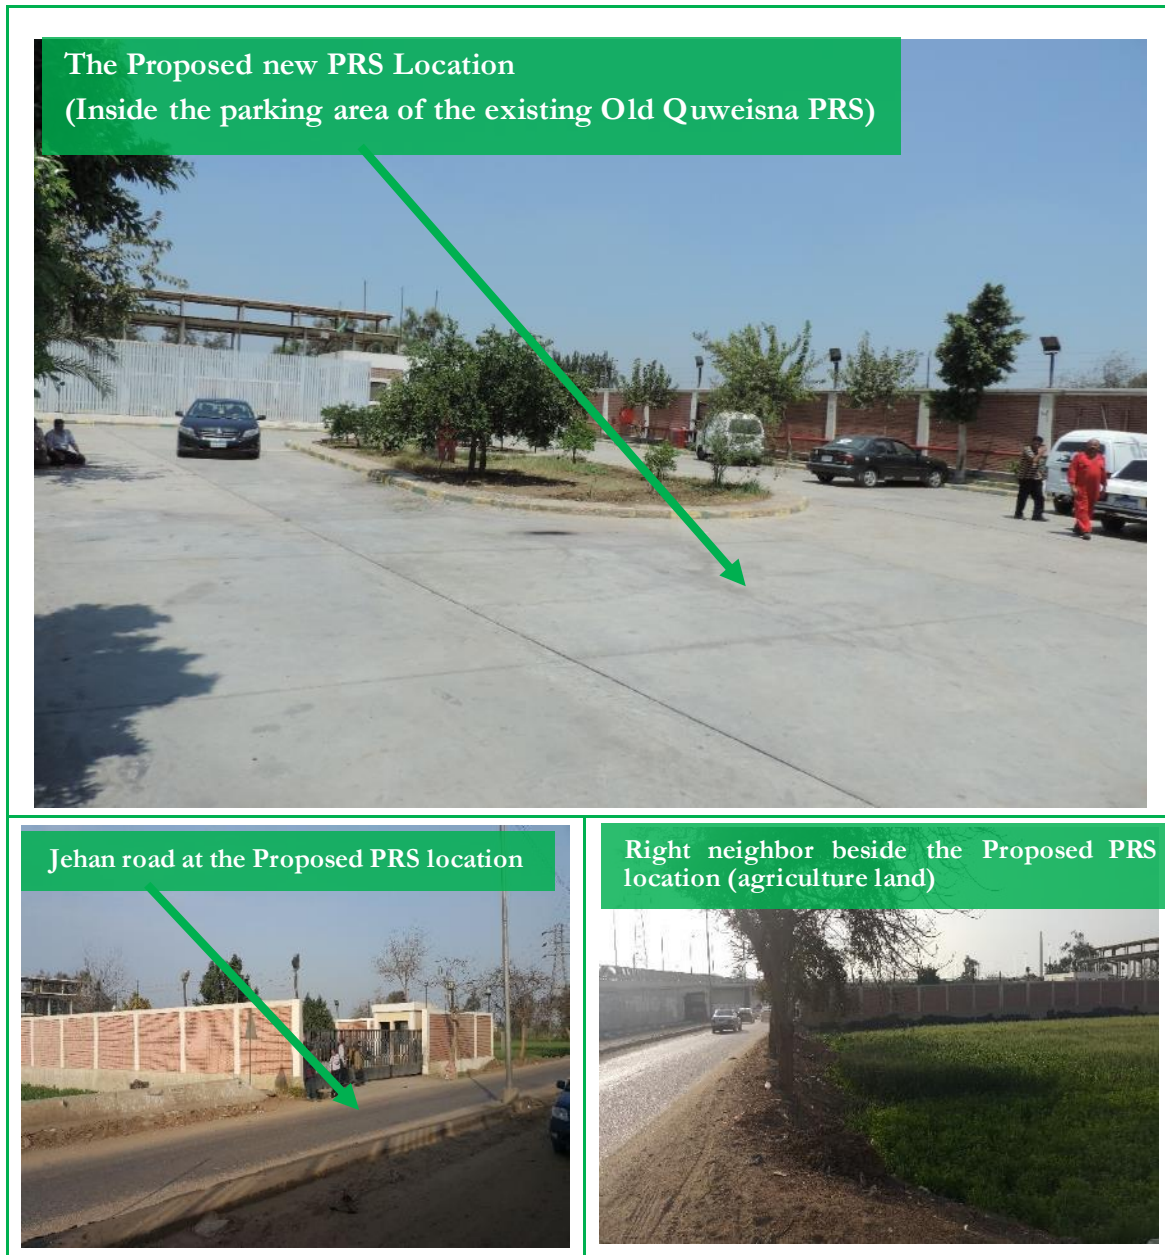 The Proposed new PRS Location
(Inside the parking area of the existing Old Quweisna PRS)
Jehan road at the Proposed PRS location
Right neighbor beside the Proposed PRS
location (agriculture land)